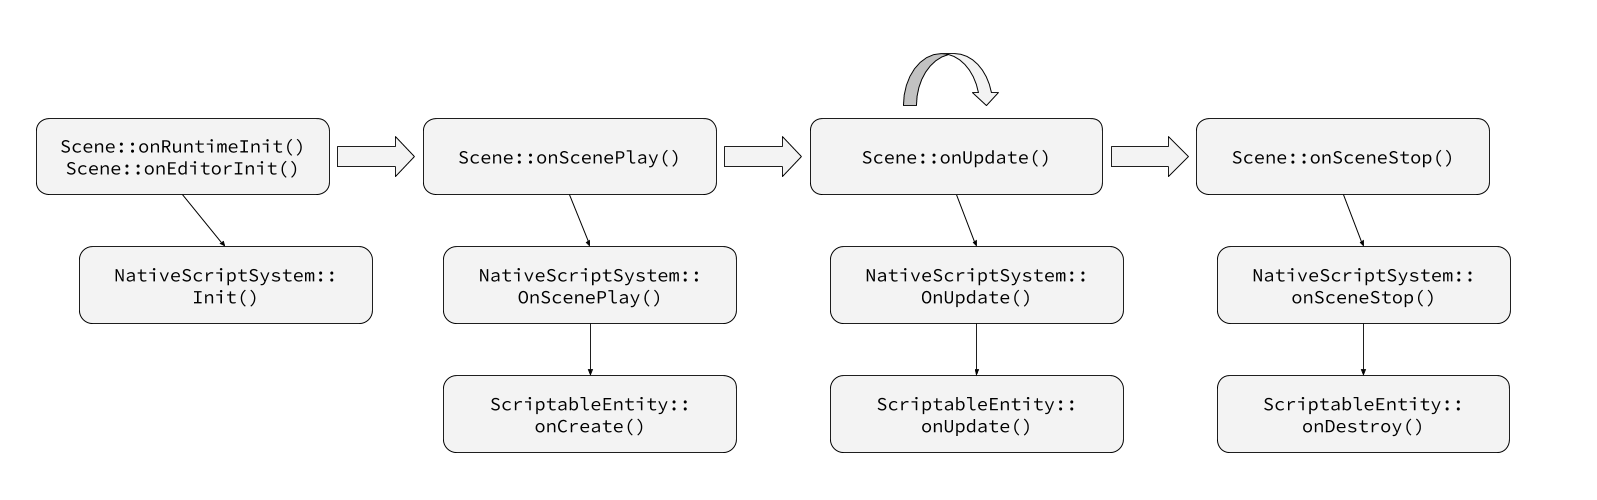 Scene::onRuntimeInit()
Scene::onEditorInit()
Scene::onScenePlay()
Scene::onUpdate()
Scene::onSceneStop()
NativeScriptSystem::
Init()
NativeScriptSystem::
OnScenePlay()
NativeScriptSystem::
OnUpdate()
NativeScriptSystem::
onSceneStop()
ScriptableEntity::
onCreate()
ScriptableEntity::
onUpdate()
ScriptableEntity::
onDestroy()